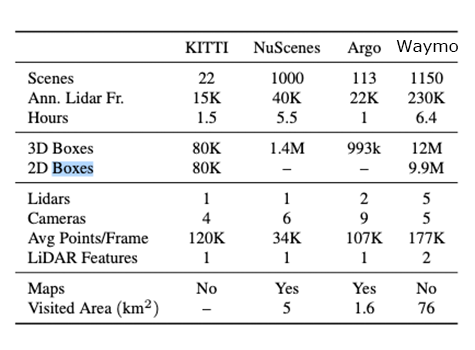 KITTI NuScenes Argo Waymo
Scenes 22 1000 113 1150
Ann. Lidar Fr. 15K 40K 22K 230K
Hours 1.5 5.5 1 6.4
3D Boxes 80K 1.4M 993k 12M
2D Boxes 80K – – 9.9M
Lidars 1 1 2 5
Cameras 4 6 9 5
Avg Points/Frame 120K 34K 107K 177K
LiDAR Features 1 1 1 2
Maps No Yes Yes No
Visited Area (km²) – 5 1.6 76